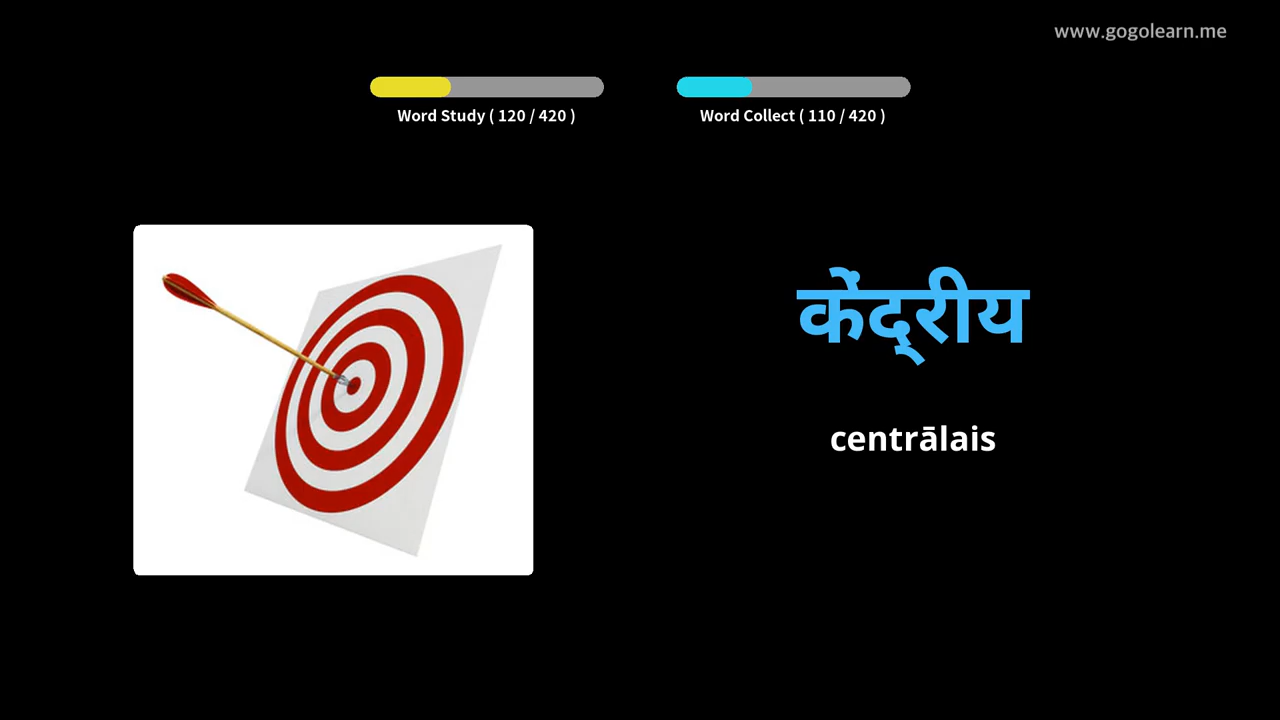 www.gogolearn.me
Word Study ( 120 / 420 )
Word Collect ( 110 / 420 )
केंद्रीय
centrālais